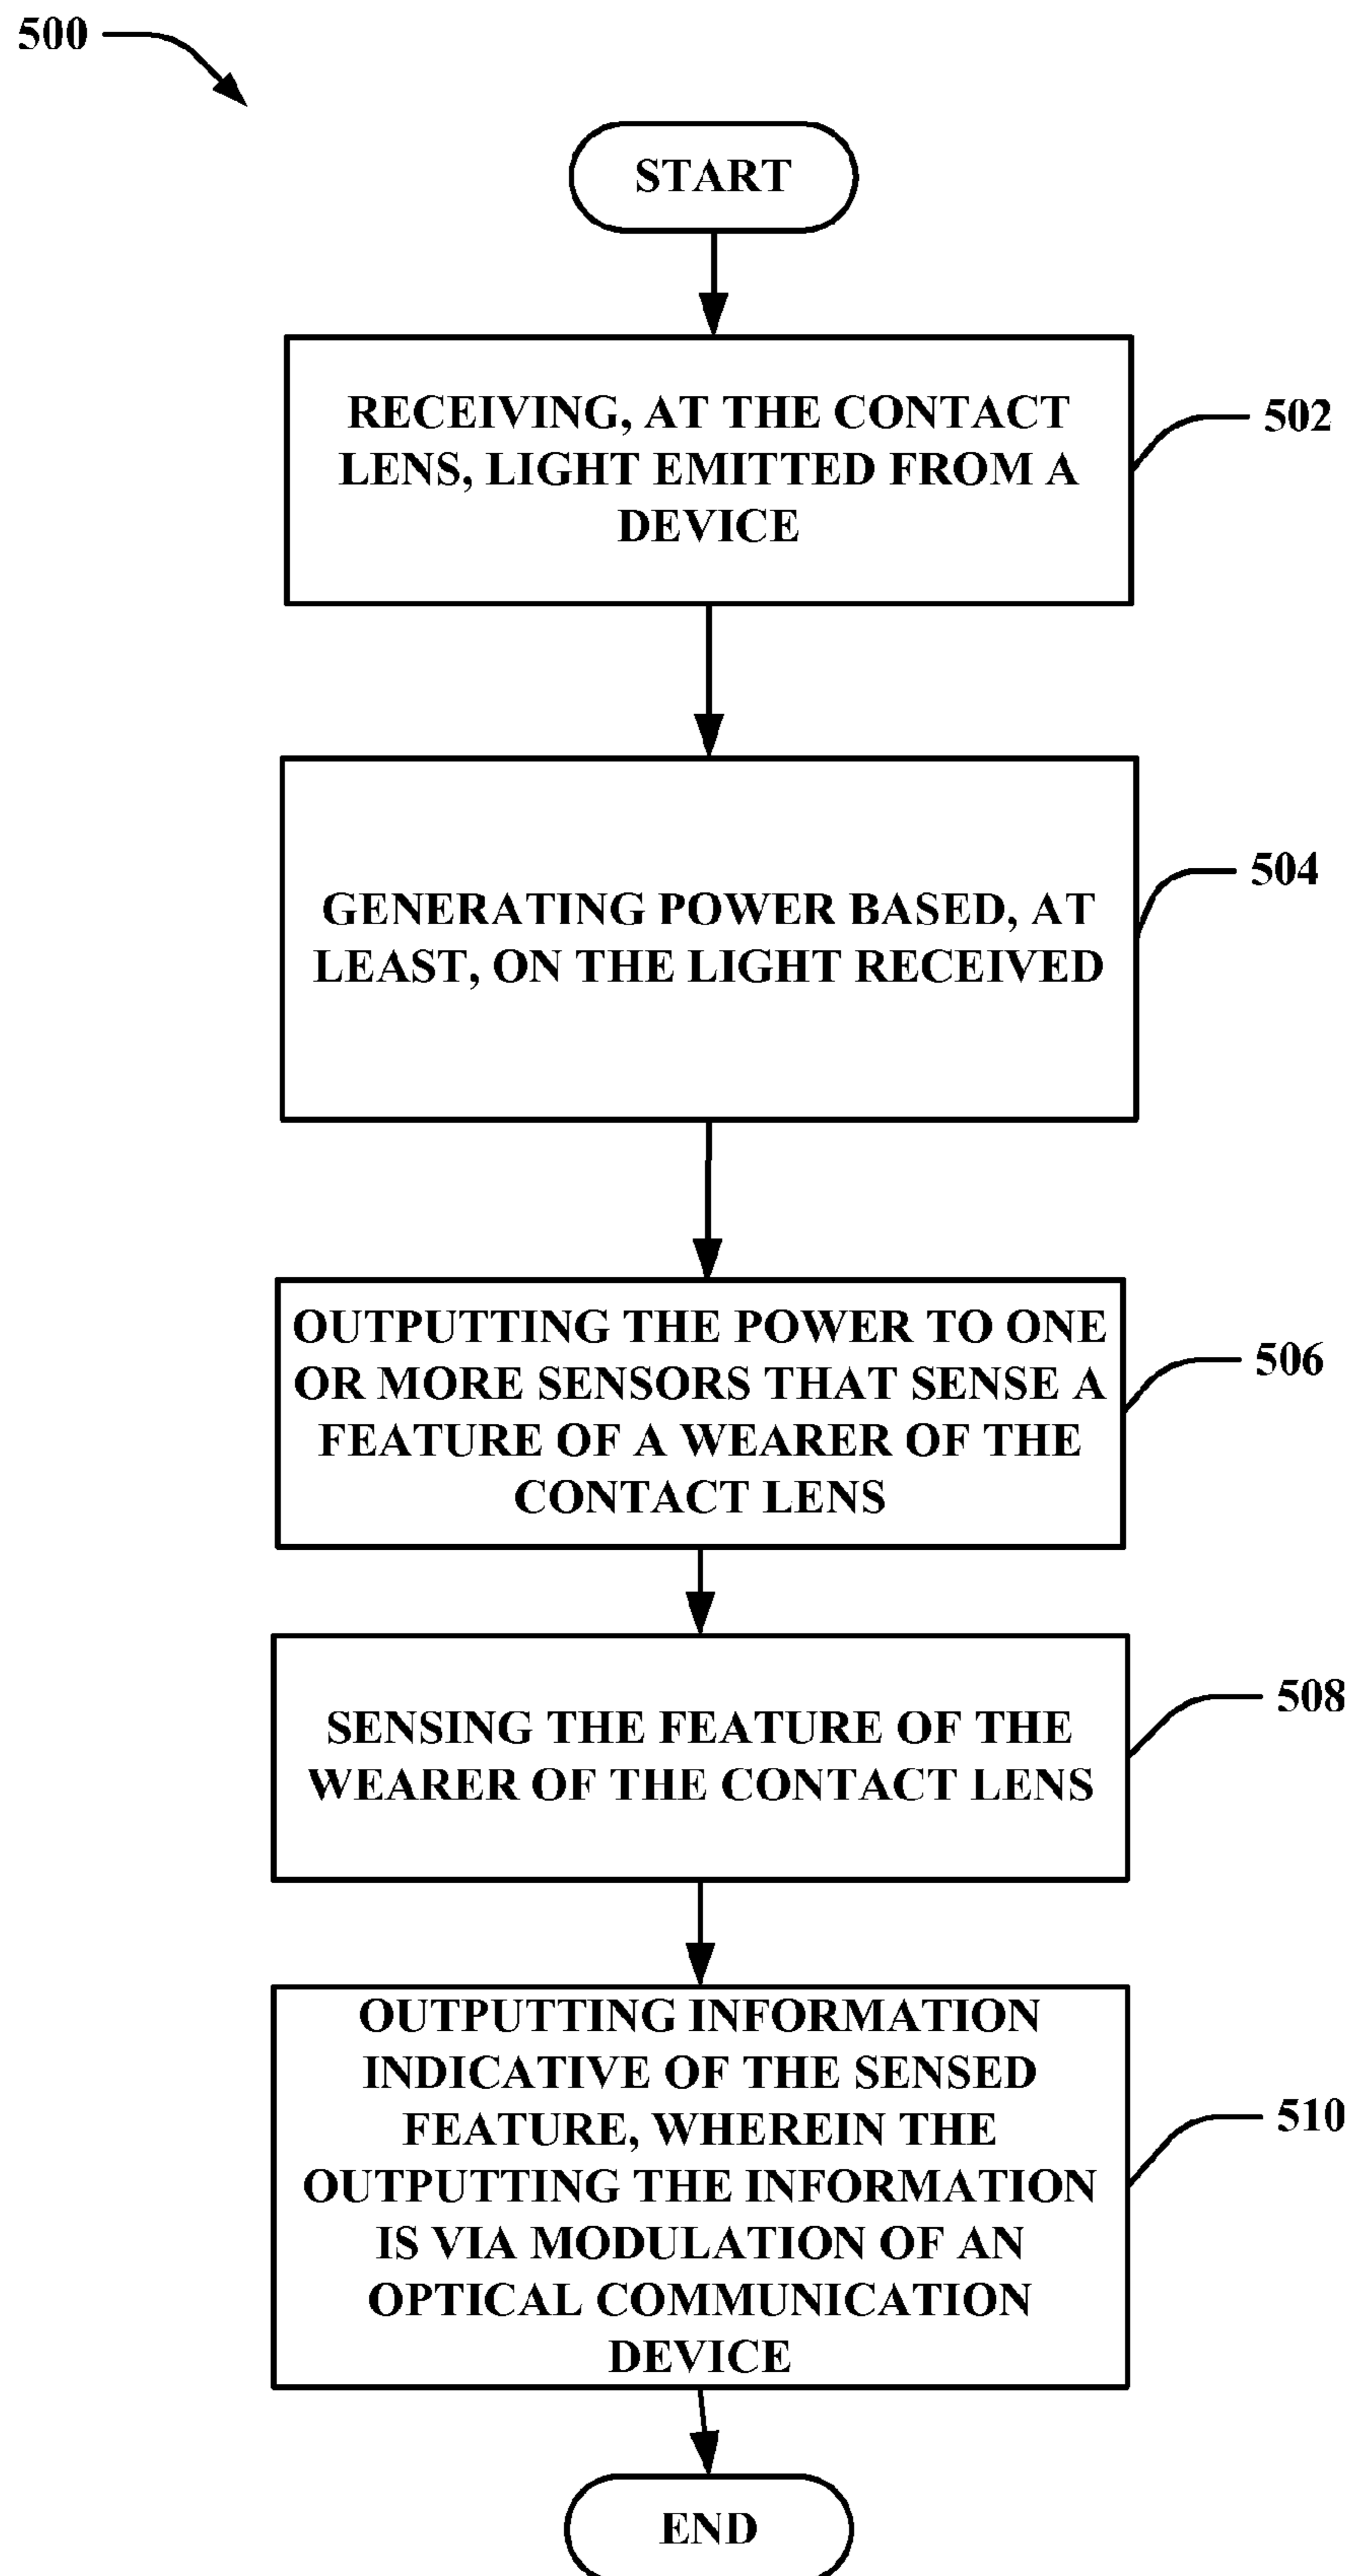 500
START
RECEIVING, AT THE CONTACT
LENS, LIGHT EMITTED FROM A
DEVICE
502
GENERATING POWER BASED, AT
LEAST, ON THE LIGHT RECEIVED
504
OUTPUTTING THE POWER TO ONE
OR MORE SENSORS THAT SENSE A
FEATURE OF A WEARER OF THE
CONTACT LENS
506
SENSING THE FEATURE OF THE
WEARER OF THE CONTACT LENS
508
OUTPUTTING INFORMATION
INDICATIVE OF THE SENSED
FEATURE, WHEREIN THE
OUTPUTTING THE INFORMATION
IS VIA MODULATION OF AN
OPTICAL COMMUNICATION
DEVICE
510
END